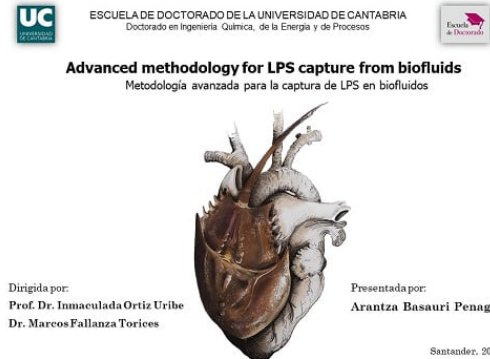 UC
UNIVERSIDAD
DE CANTABRIA
ESCUELA DE DOCTORADO DE LA UNIVERSIDAD DE CANTABRIA
Doctorado en Ingeniería Química, de la Energía y de Procesos
Escuela
de Doctorado
Advanced methodology for LPS capture from biofluids
Metodología avanzada para la captura de LPS en biofluidos
Dirigida por:
Prof. Dr. Inmaculada Ortiz Uribe
Dr. Marcos Fallanza Torices
Presentada por:
Arantza Basauri Penag
Santander, 20